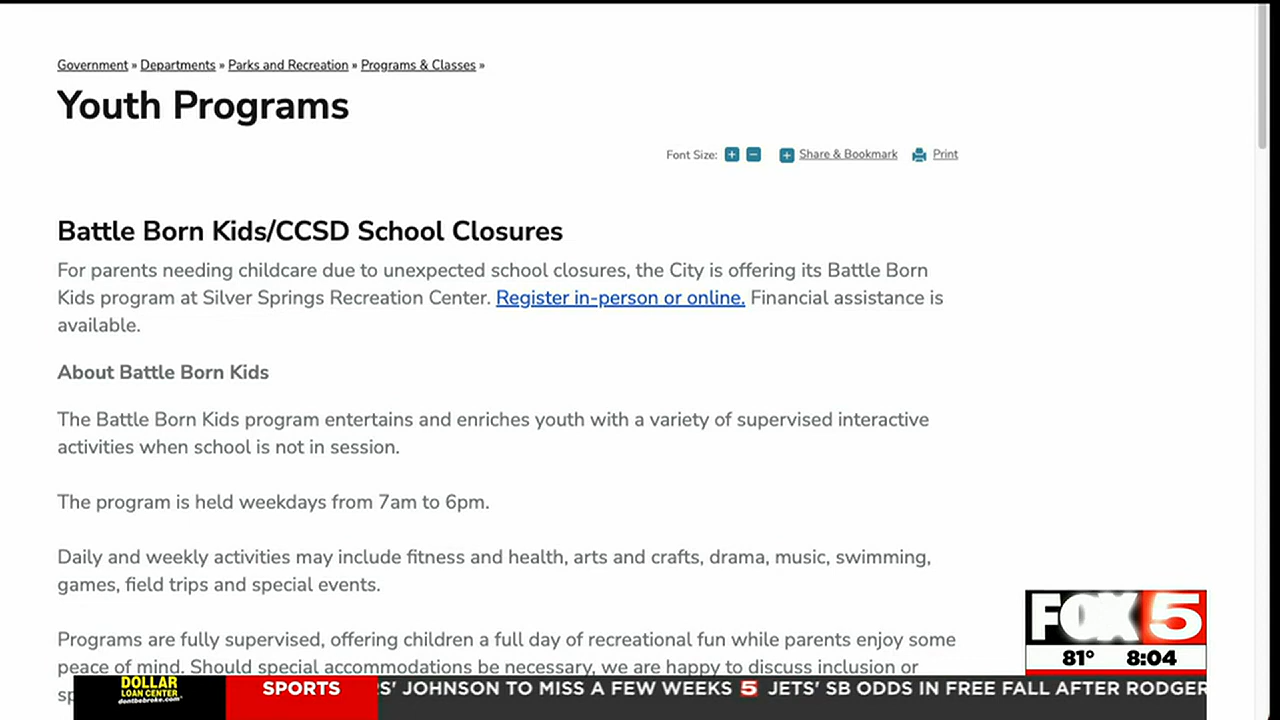 Government » Departments » Parks and Recreation » Programs & Classes »
Youth Programs
Font Size: + − + Share & Bookmark Print
Battle Born Kids/CCSD School Closures
For parents needing childcare due to unexpected school closures, the City is offering its Battle Born
Kids program at Silver Springs Recreation Center. Register in-person or online. Financial assistance is
available.
About Battle Born Kids
The Battle Born Kids program entertains and enriches youth with a variety of supervised interactive
activities when school is not in session.
The program is held weekdays from 7am to 6pm.
Daily and weekly activities may include fitness and health, arts and crafts, drama, music, swimming,
games, field trips and special events.
Programs are fully supervised, offering children a full day of recreational fun while parents enjoy some
peace of mind. Should special accommodations be necessary, we are happy to discuss inclusion or
FOX 5
81° 8:04
DOLLAR
LOAN CENTER
dontbebroke.com
SPORTS
S' JOHNSON TO MISS A FEW WEEKS 5 JETS' SB ODDS IN FREE FALL AFTER RODGER